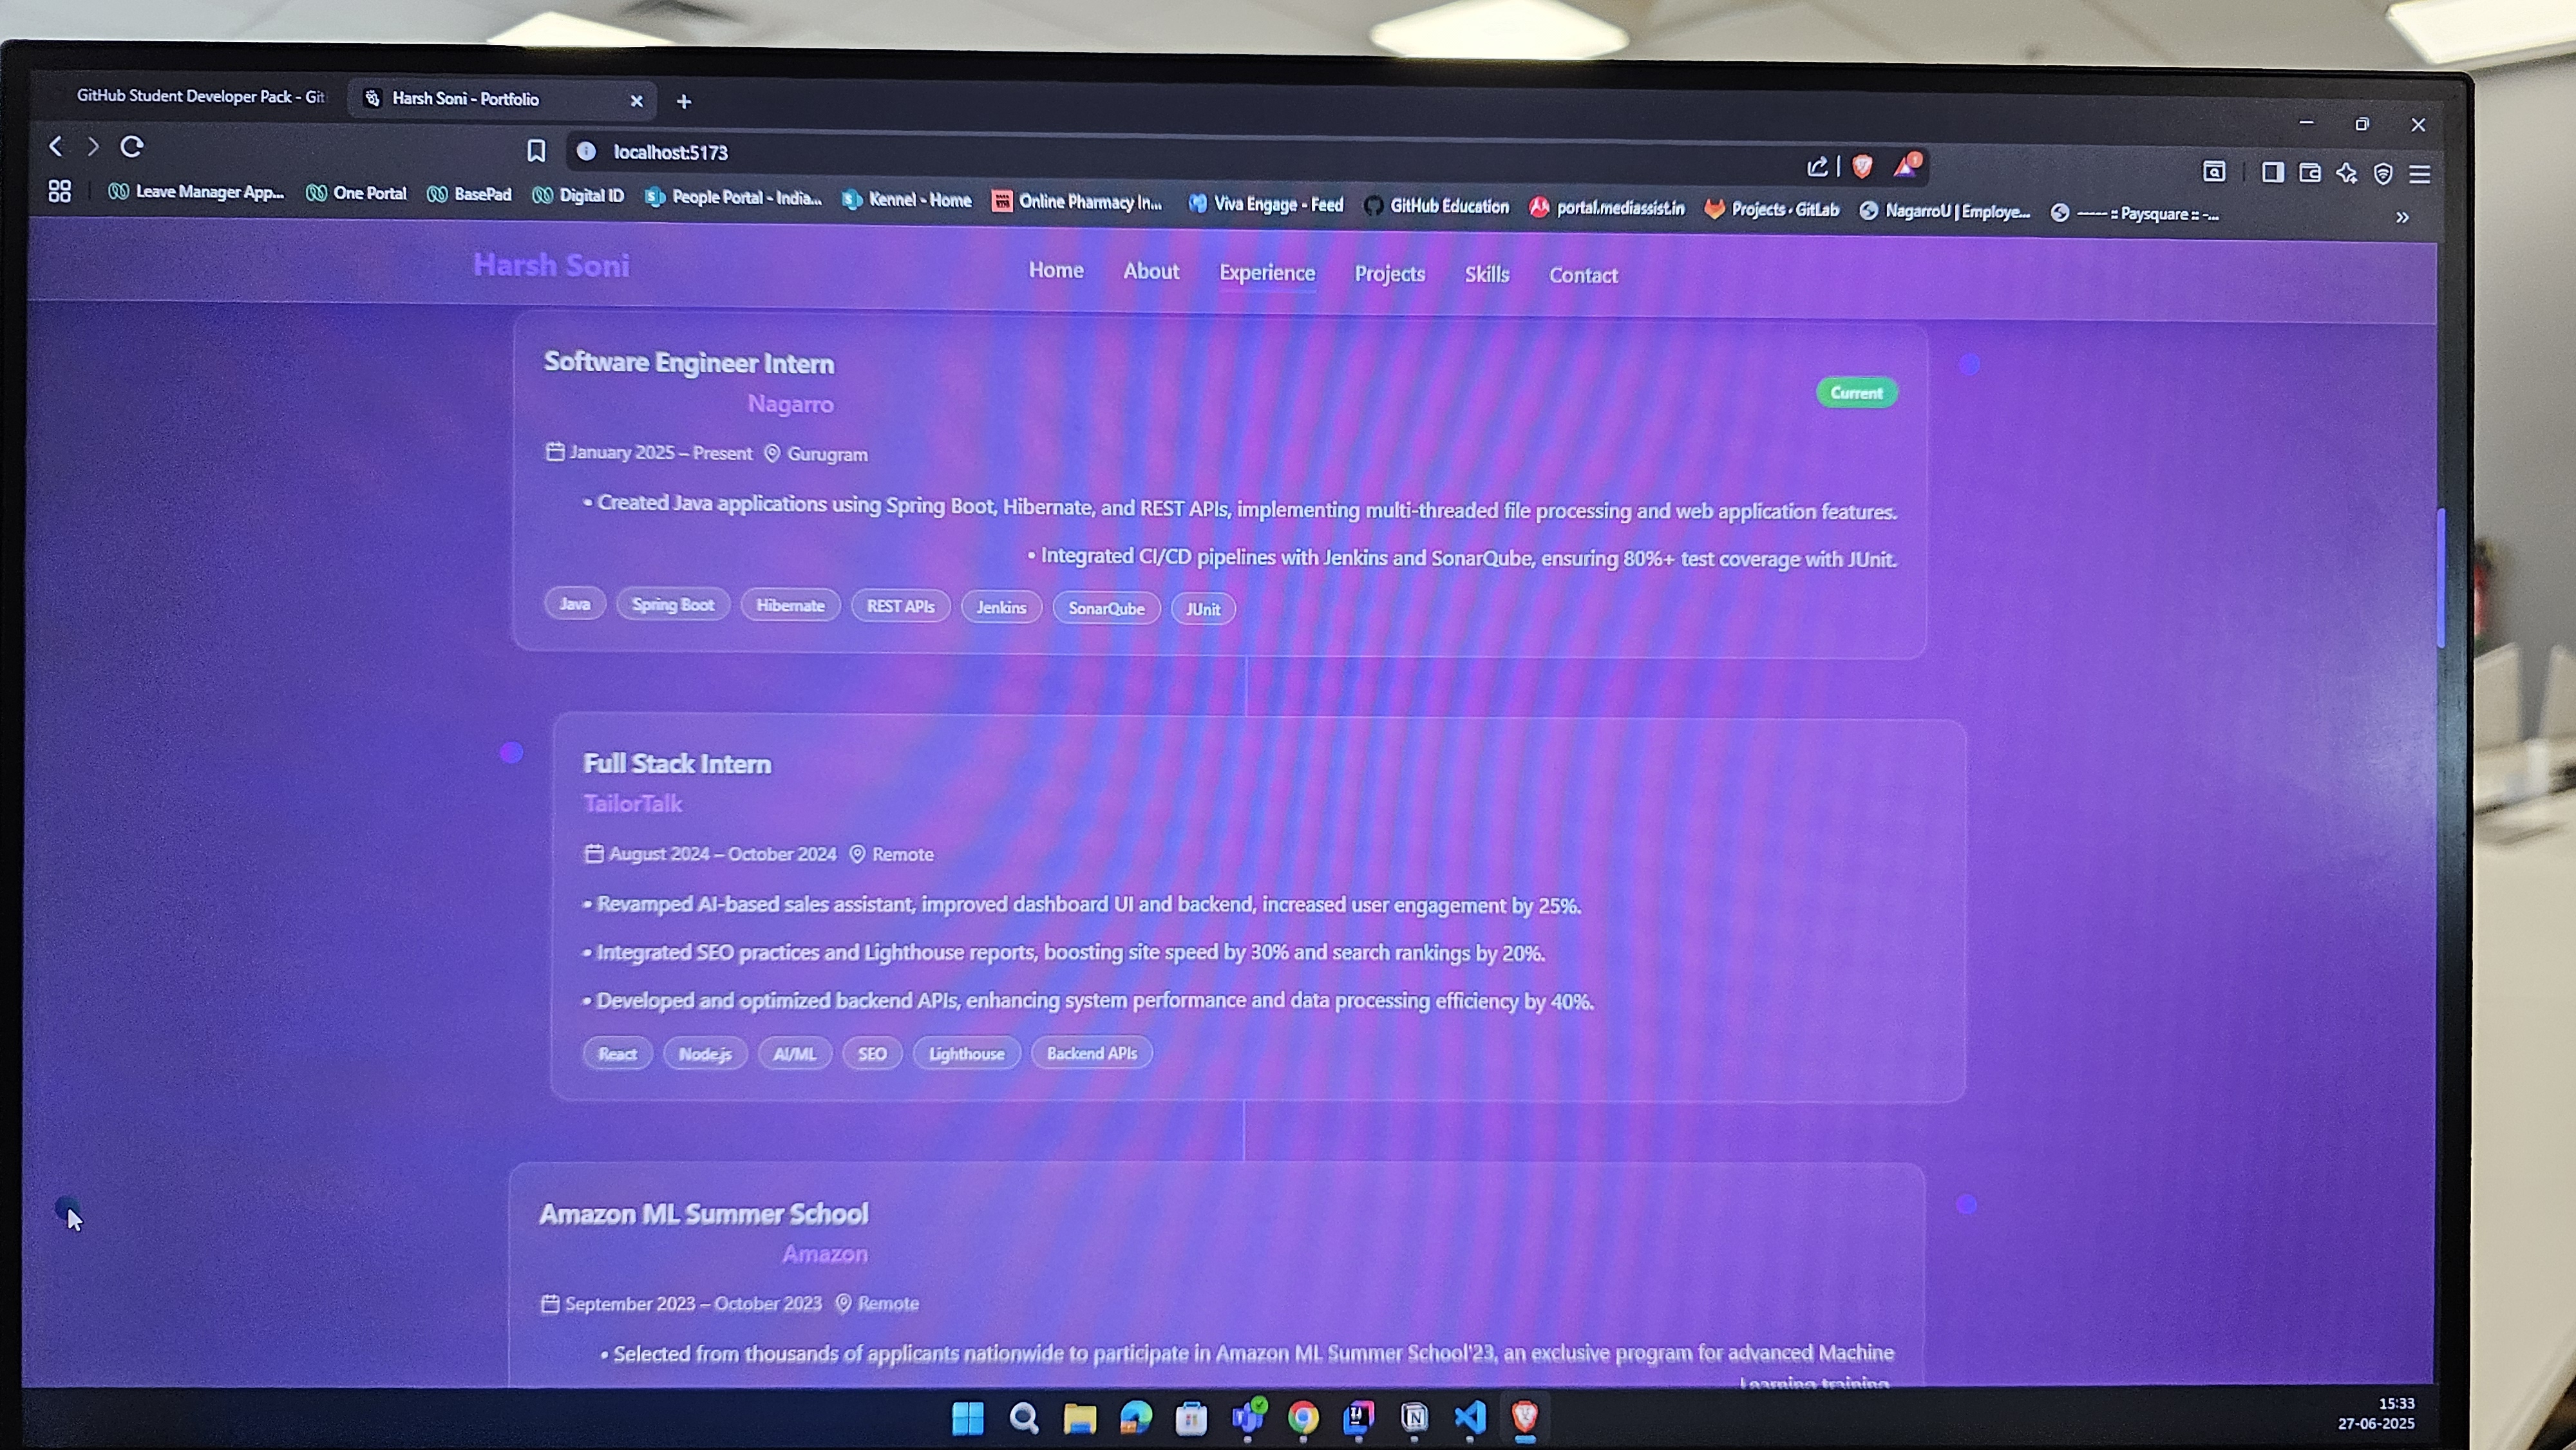 GitHub Student Developer Pack - Git
Harsh Soni - Portfolio
localhost:5173
Leave Manager App...
One Portal
BasePad
Digital ID
People Portal - India...
Kennel - Home
Online Pharmacy In...
Viva Engage - Feed
GitHub Education
portal.mediassist.in
Projects · GitLab
NagarroU | Employe...
----- :: Paysquare :: -...
Harsh Soni
Home
About
Experience
Projects
Skills
Contact
Software Engineer Intern
Nagarro
Current
January 2025 – Present
Gurugram
• Created Java applications using Spring Boot, Hibernate, and REST APIs, implementing multi-threaded file processing and web application features.
• Integrated CI/CD pipelines with Jenkins and SonarQube, ensuring 80%+ test coverage with JUnit.
Java
Spring Boot
Hibernate
REST APIs
Jenkins
SonarQube
JUnit
Full Stack Intern
TailorTalk
August 2024 – October 2024
Remote
• Revamped AI-based sales assistant, improved dashboard UI and backend, increased user engagement by 25%.
• Integrated SEO practices and Lighthouse reports, boosting site speed by 30% and search rankings by 20%.
• Developed and optimized backend APIs, enhancing system performance and data processing efficiency by 40%.
React
Node.js
AI/ML
SEO
Lighthouse
Backend APIs
Amazon ML Summer School
Amazon
September 2023 – October 2023
Remote
• Selected from thousands of applicants nationwide to participate in Amazon ML Summer School'23, an exclusive program for advanced Machine
Learning training.
15:33
27-06-2025